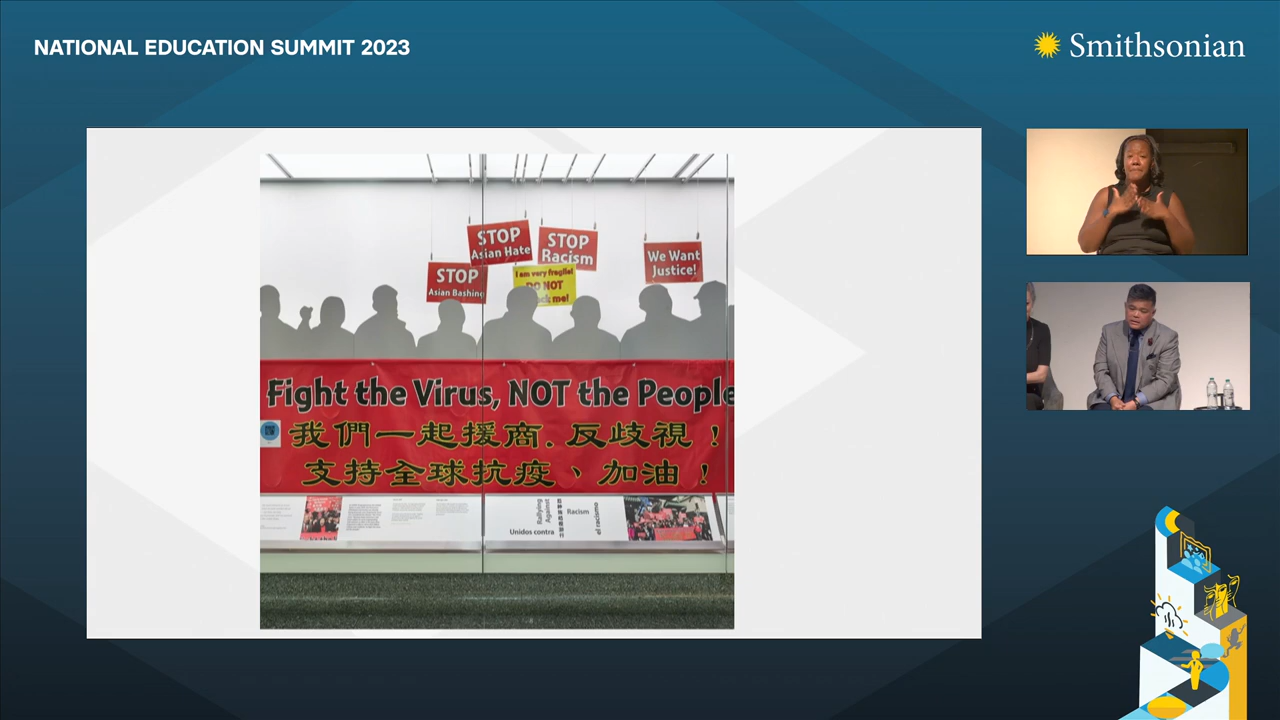 NATIONAL EDUCATION SUMMIT 2023
Smithsonian
STOP
Asian Hate
STOP
Racism
We Want
Justice!
STOP
Asian Bashing
I am very fragile!
DO NOT
me!
Fight the Virus, NOT the People
我們一起援商.反歧視！
支持全球抗疫、加油！
Rallying
Against
Racism
el racismo
Unidos contra